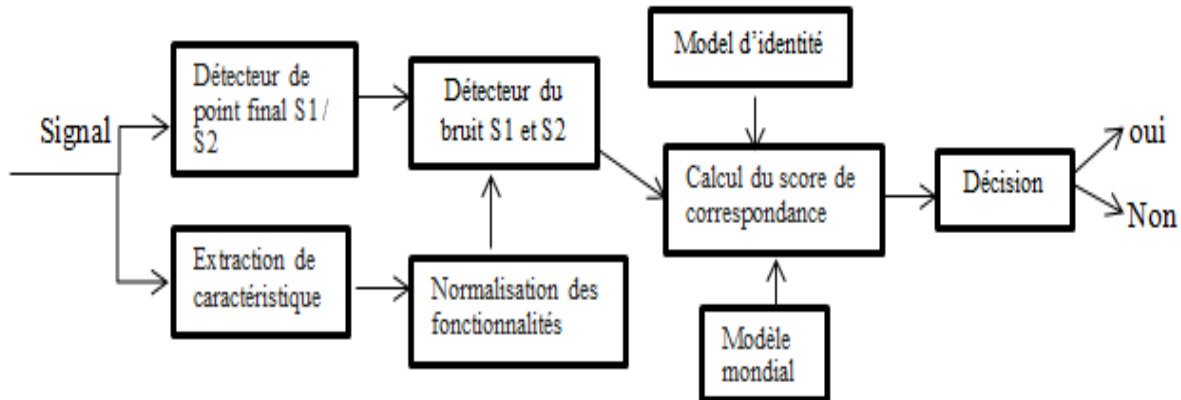 Signal
Détecteur de
point final S1 /
S2
Extraction de
caractéristique
Détecteur du
bruit S1 et S2
Normalisation des
fonctionnalités
Model d'identité
Calcul du score de
correspondance
Modèle
mondial
Décision
oui
Non